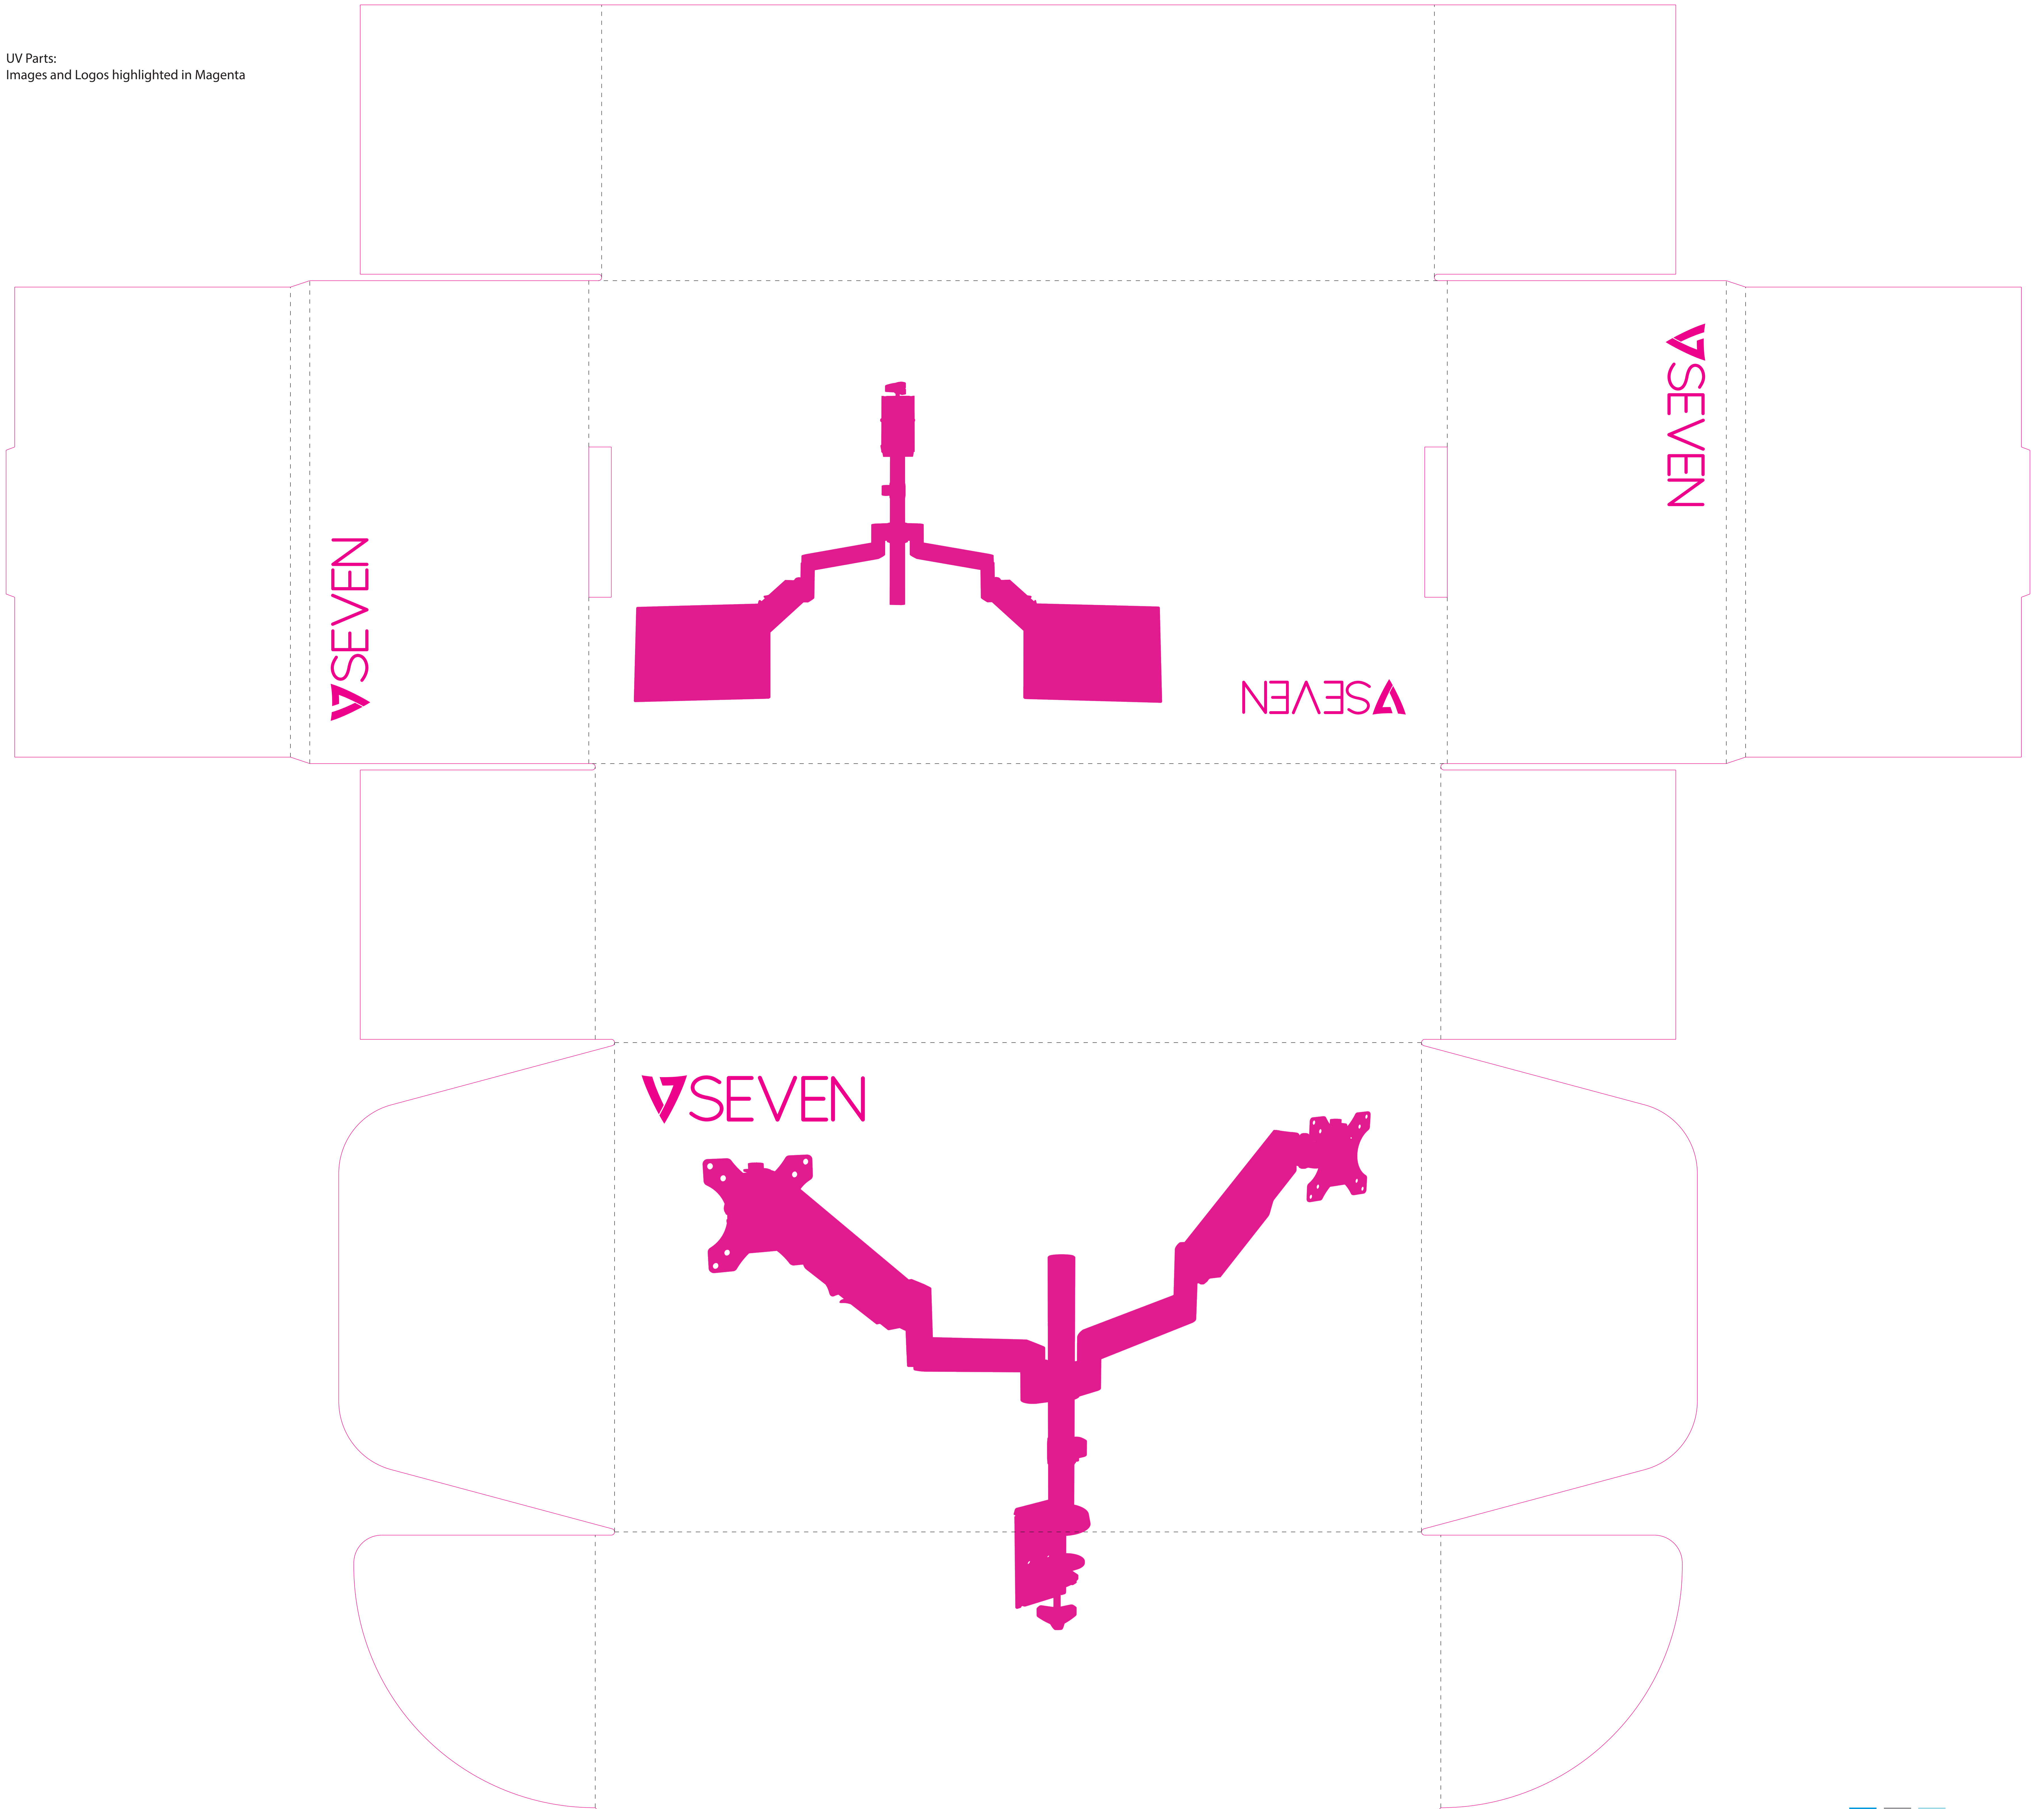 UV Parts:
Images and Logos highlighted in Magenta
SEVEN
SEVEN
SEVEN
SEVEN